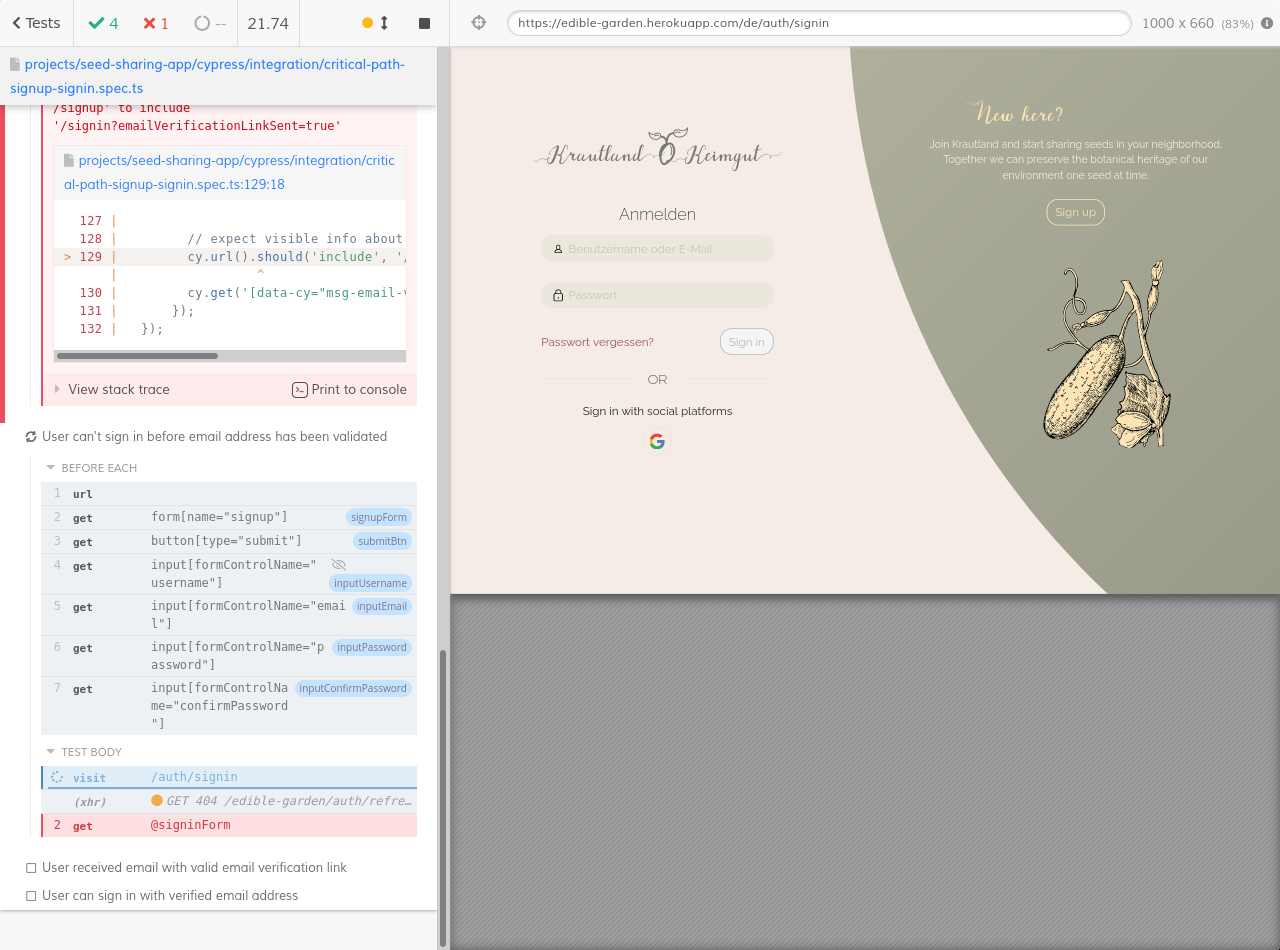 Tests
4
1
--
21.74
https://edible-garden.herokuapp.com/de/auth/signin
1000 x 660 (83%)
projects/seed-sharing-app/cypress/integration/critical-path-
signup-signin.spec.ts
/signup' to include
'/signin?emailVerificationLinkSent=true'
projects/seed-sharing-app/cypress/integration/critic
al-path-signup-signin.spec.ts:129:18
127 |
128 | // expect visible info about
> 129 | cy.url().should('include', '/
| ^
130 | cy.get('[data-cy="msg-email-v
131 | });
132 | });
View stack trace
Print to console
User can't sign in before email address has been validated
BEFORE EACH
1 url
2 get form[name="signup"] signupForm
3 get button[type="submit"] submitBtn
4 get input[formControlName="
username"] inputUsername
5 get input[formControlName="emai inputEmail
l"]
6 get input[formControlName="p inputPassword
assword"]
7 get input[formControlNa inputConfirmPassword
me="confirmPassword
"]
TEST BODY
visit /auth/signin
(xhr) GET 404 /edible-garden/auth/refre…
2 get @signinForm
User received email with valid email verification link
User can sign in with verified email address
Krautland Keimgut
Anmelden
Benutzername oder E-Mail
Passwort
Passwort vergessen?
Sign in
OR
Sign in with social platforms
New here?
Join Krautland and start sharing seeds in your neighborhood.
Together we can preserve the botanical heritage of our
environment one seed at time.
Sign up